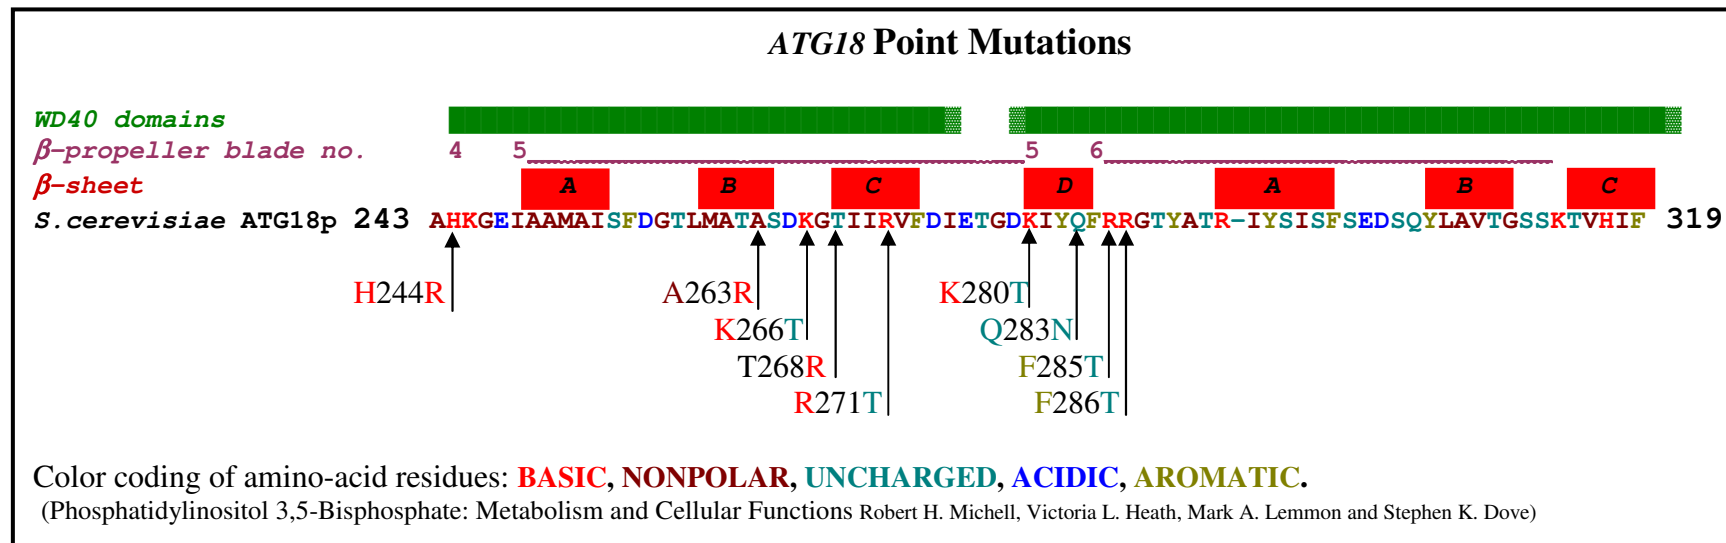 ATG18 Point Mutations
WD40 domains
β-propeller blade no. 4 5 5 6
β-sheet A B C D A B C
S.cerevisiae ATG18p 243 AHKGEIAAMAISFDGTLMATASDKGTIIRVFDIETGDKIYQFRRGTYATR-IYSISFSEDSQYLAVTGSSKTVHIF 319
H244R A263R K280T
K266T Q283N
T268R F285T
R271T F286T
Color coding of amino-acid residues: BASIC, NONPOLAR, UNCHARGED, ACIDIC, AROMATIC.
(Phosphatidylinositol 3,5-Bisphosphate: Metabolism and Cellular Functions Robert H. Michell, Victoria L. Heath, Mark A. Lemmon and Stephen K. Dove)